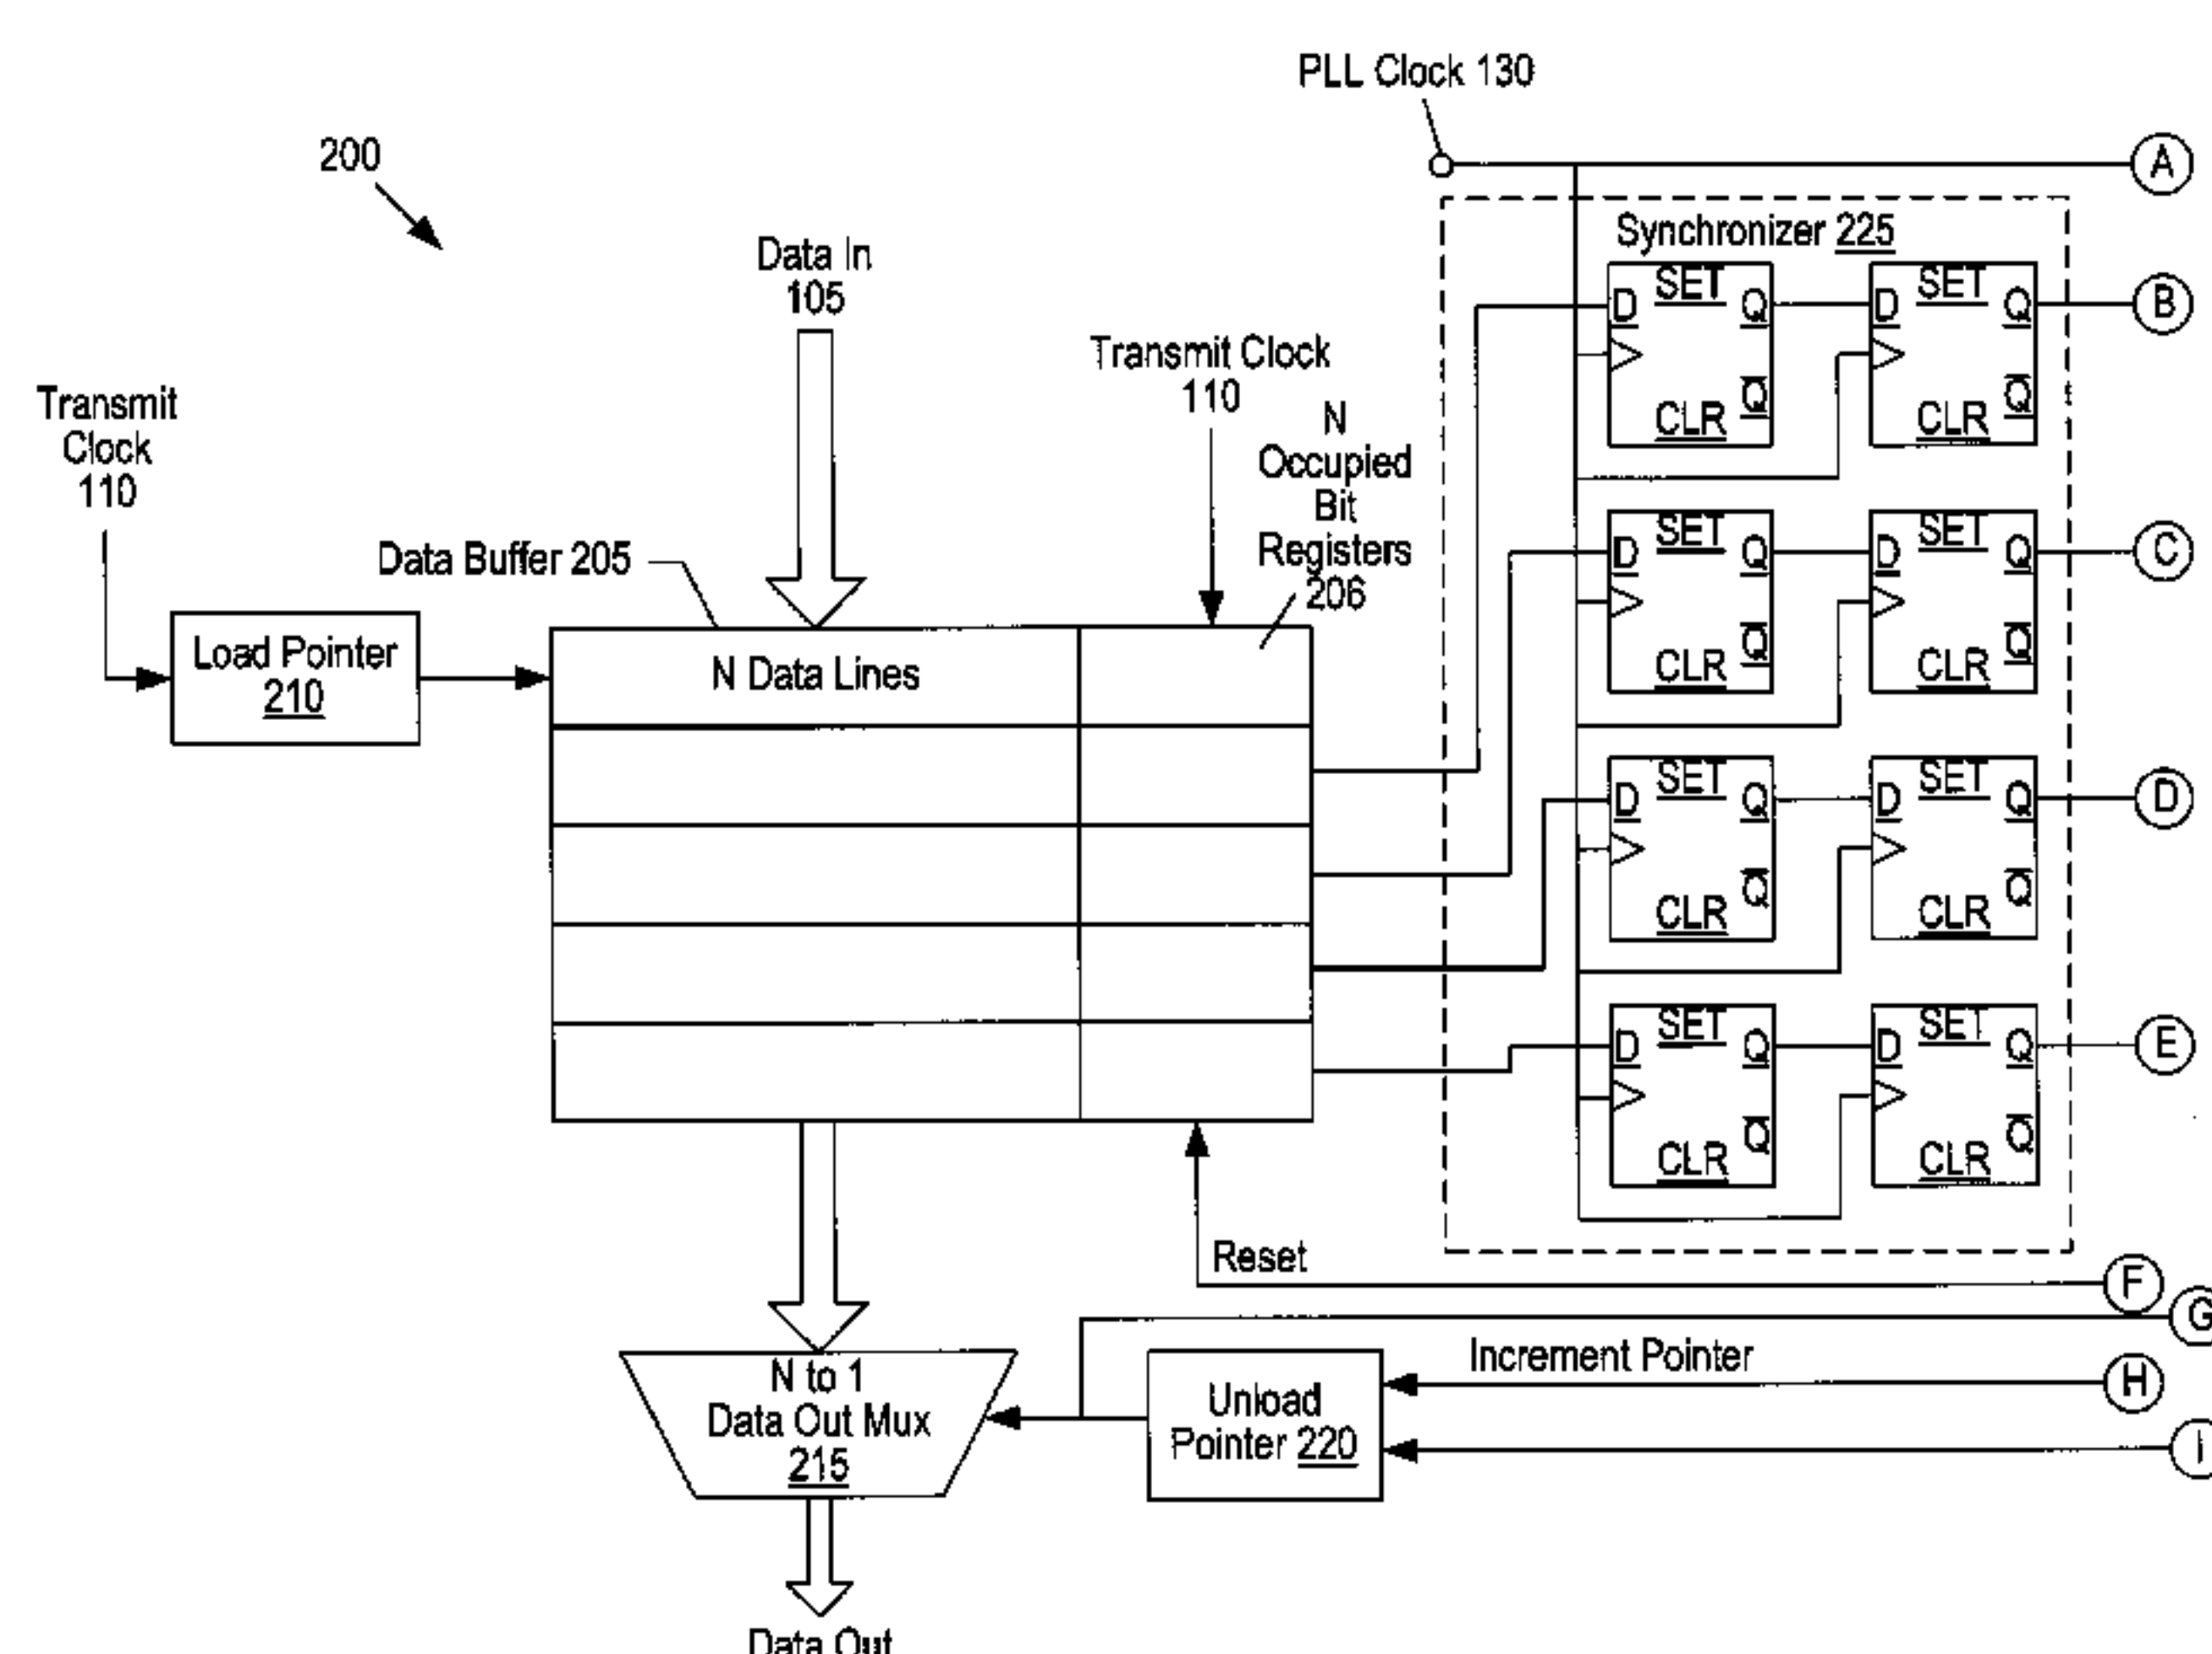 PLL Clock 130
200
A
Synchronizer 225
Data In
105
D SET Q
D SET Q
B
Transmit Clock
110
Q
Q
CLR
CLR
Transmit
Clock
110
N
Occupied
Bit
Registers
206
D SET Q
D SET Q
C
Data Buffer 205
Q
Q
CLR
CLR
Load Pointer
210
N Data Lines
D SET Q
D SET Q
D
Q
Q
CLR
CLR
D SET Q
D SET Q
E
Q
Q
CLR
CLR
Reset
F
G
Increment Pointer
H
N to 1
Data Out Mux
215
Unload
Pointer 220
I
Data Out